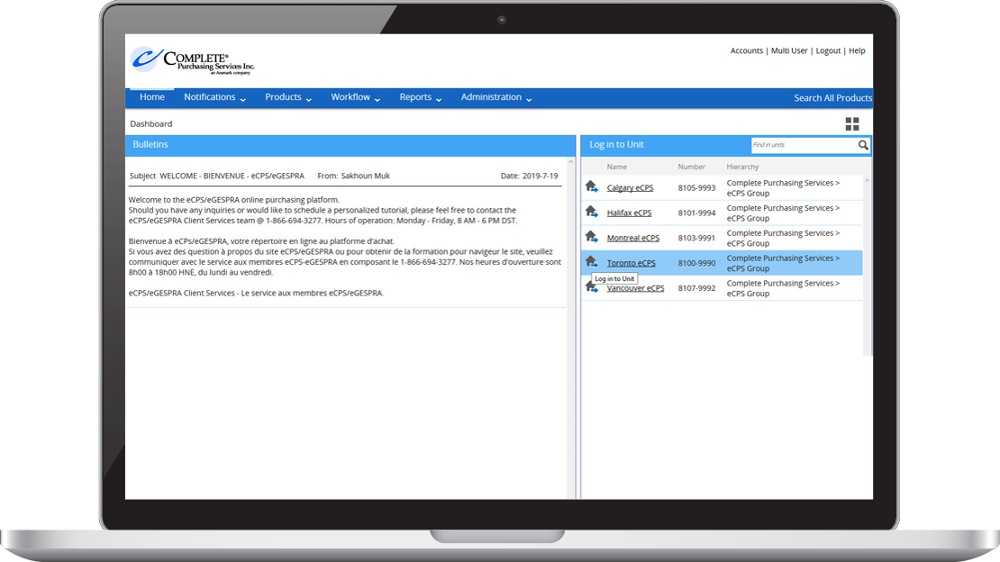 COMPLETE®
Purchasing Services Inc.
an Aramark company
Accounts | Multi User | Logout | Help
Home Notifications Products Workflow Reports Administration Search All Products
Dashboard
Bulletins
Subject WELCOME - BIENVENUE - eCPS/eGESPRA From: Sakhoun Muk Date: 2019-7-19
Welcome to the eCPS/eGESPRA online purchasing platform.
Should you have any inquiries or would like to schedule a personalized tutorial, please feel free to contact the
eCPS/eGESPRA Client Services team @ 1-866-694-3277. Hours of operation: Monday - Friday, 8 AM - 6 PM DST.
Bienvenue à eCPs/eGESPRA, votre répertoire en ligne au platforme d'achat.
Si vous avez des question à propos du site eCPS/eGESPRA ou pour obtenir de la formation pour navigeur le site, veuillez
communiquer avec le service aux membres eCPS-eGESPRA en composant le 1-866-694-3277. Nos heures d'ouverture sont
8h00 à 18h00 HNE, du lundi au vendredi.
eCPS/eGESPRA Client Services - Le service aux membres eCPS/eGESPRA.
Log in to Unit Find in units
Name Number Hierarchy
Calgary eCPS 8105-9993 Complete Purchasing Services >
eCPS Group
Halifax eCPS 8101-9994 Complete Purchasing Services >
eCPS Group
Montreal eCPS 8103-9991 Complete Purchasing Services >
eCPS Group
Toronto eCPS 8100-9990 Complete Purchasing Services >
eCPS Group
Log in to Unit
Vancouver eCPS 8107-9992 Complete Purchasing Services >
eCPS Group